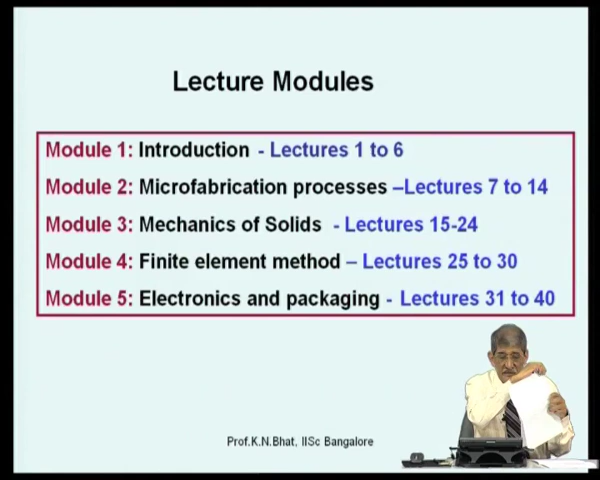 Lecture Modules
Module 1: Introduction - Lectures 1 to 6
Module 2: Microfabrication processes –Lectures 7 to 14
Module 3: Mechanics of Solids - Lectures 15-24
Module 4: Finite element method – Lectures 25 to 30
Module 5: Electronics and packaging - Lectures 31 to 40
Prof.K.N.Bhat, IISc Bangalore